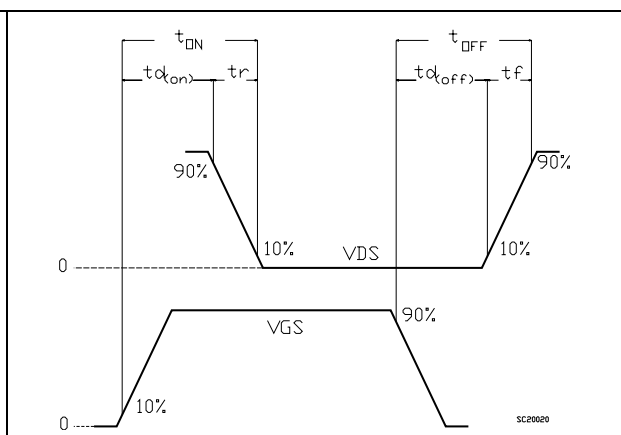 tON tOFF
td(on) tr td(off) tf
90% 90%
10% 10%
0 VDS
VGS 90%
10%
0 SC20020